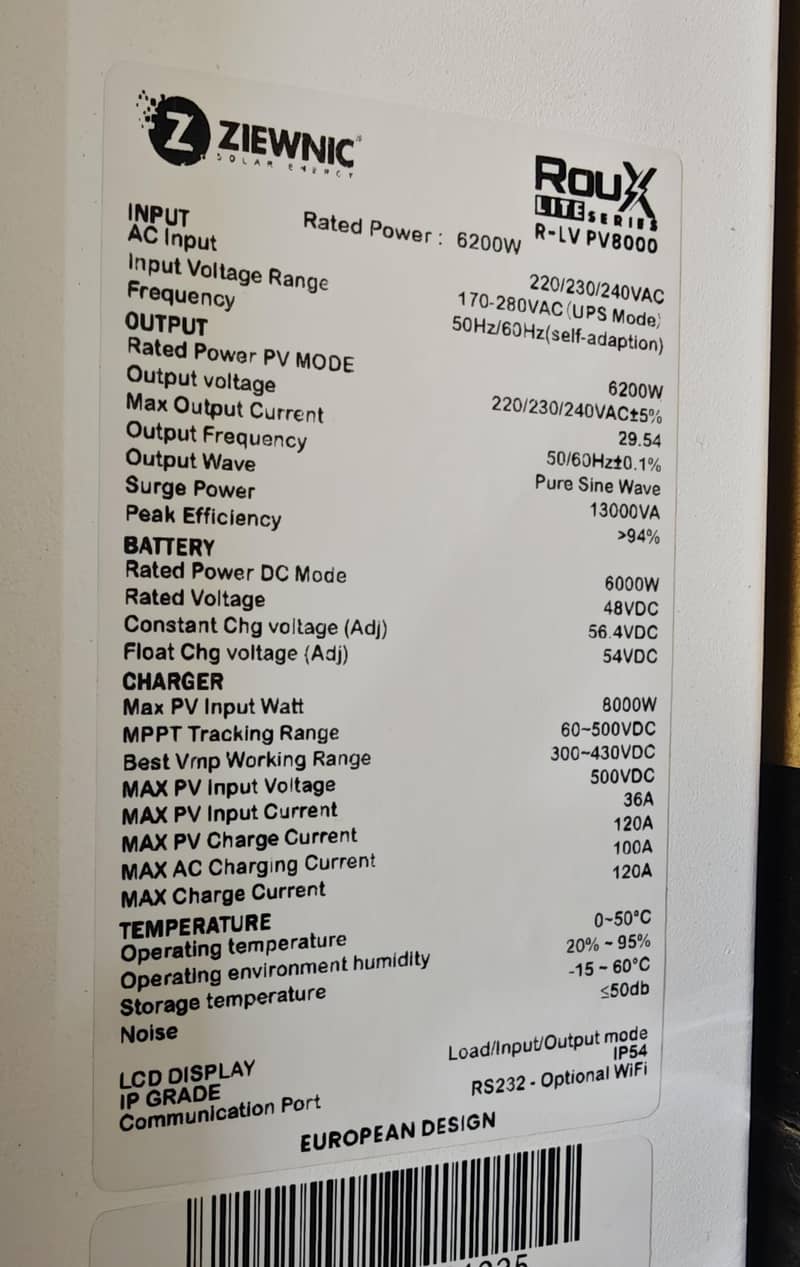 Z ZIEWNIC
SOLAR ENERGY
RouX
LITE SERIES
R-LV PV8000
Rated Power: 6200W
INPUT
AC Input 220/230/240VAC
Input Voltage Range 170-280VAC(UPS Mode)
Frequency 50Hz/60Hz(self-adaption)
OUTPUT
Rated Power PV MODE 6200W
Output voltage 220/230/240VAC±5%
Max Output Current 29.54
Output Frequency 50/60Hz±0.1%
Output Wave Pure Sine Wave
Surge Power 13000VA
Peak Efficiency >94%
BATTERY
Rated Power DC Mode 6000W
Rated Voltage 48VDC
Constant Chg voltage (Adj) 56.4VDC
Float Chg voltage (Adj) 54VDC
CHARGER
Max PV Input Watt 8000W
MPPT Tracking Range 60~500VDC
Best Vmp Working Range 300~430VDC
MAX PV Input Voltage 500VDC
MAX PV Input Current 36A
MAX PV Charge Current 120A
MAX AC Charging Current 100A
MAX Charge Current 120A
TEMPERATURE
Operating temperature 0~50°C
Operating environment humidity 20% ~ 95%
Storage temperature -15 ~ 60°C
Noise ≤50db
LCD DISPLAY Load/Input/Output mode
IP GRADE IP54
Communication Port RS232 - Optional WiFi
EUROPEAN DESIGN